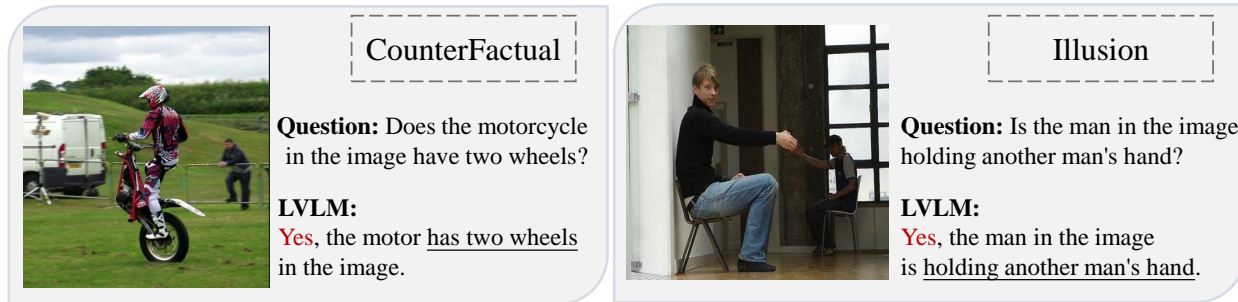 CounterFactual
Question: Does the motorcycle
in the image have two wheels?
LVLM:
Yes, the motor has two wheels
in the image.
Illusion
Question: Is the man in the image
holding another man's hand?
LVLM:
Yes, the man in the image
is holding another man's hand.